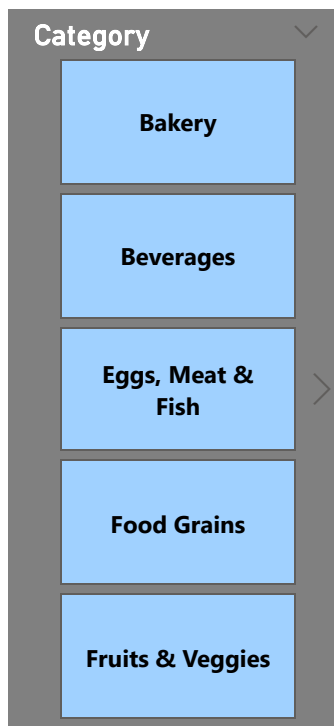 Category
Bakery
Beverages
Eggs, Meat &
Fish
Food Grains
Fruits & Veggies